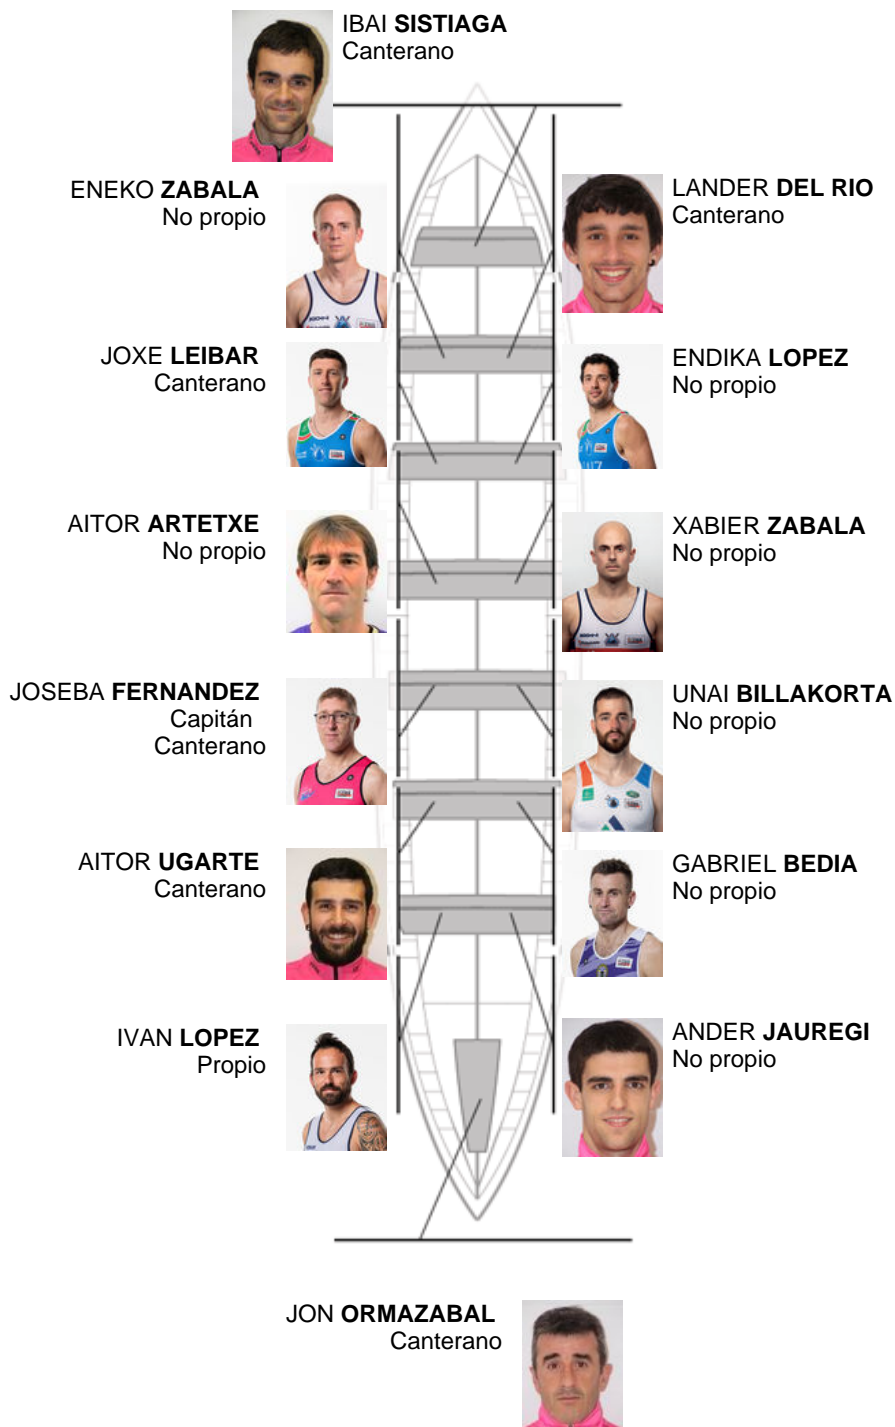 IBAI SISTIAGA
Canterano
ENEKO ZABALA
No propio
LANDER DEL RIO
Canterano
JOXE LEIBAR
Canterano
ENDIKA LOPEZ
No propio
AITOR ARTETXE
No propio
XABIER ZABALA
No propio
JOSEBA FERNANDEZ
Capitán
Canterano
UNAI BILLAKORTA
No propio
AITOR UGARTE
Canterano
GABRIEL BEDIA
No propio
IVAN LOPEZ
Propio
ANDER JAUREGI
No propio
JON ORMAZABAL
Canterano